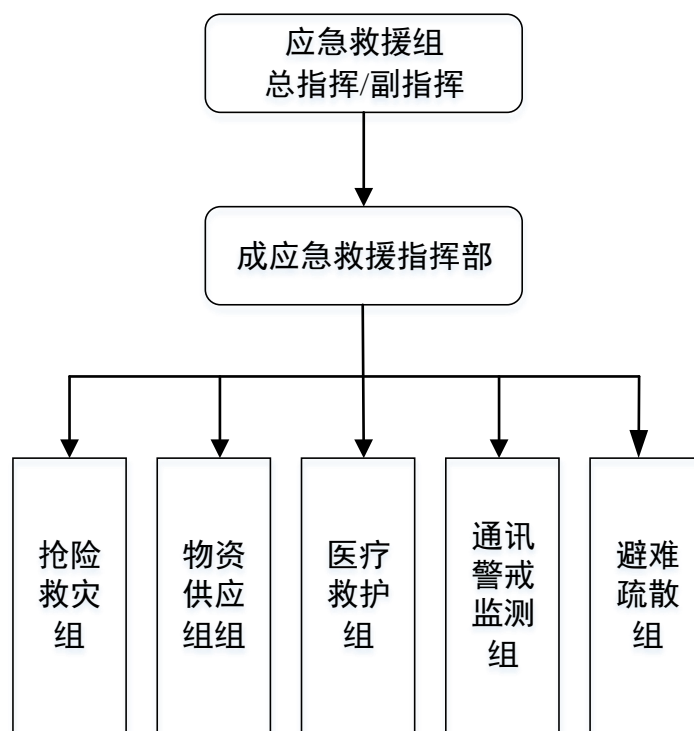 应急救援组
总指挥/副指挥
成应急救援指挥部
抢险
救灾
组
物资
供应
组组
医疗
救护
组
通讯
警戒
监测
组
避难
疏散
组